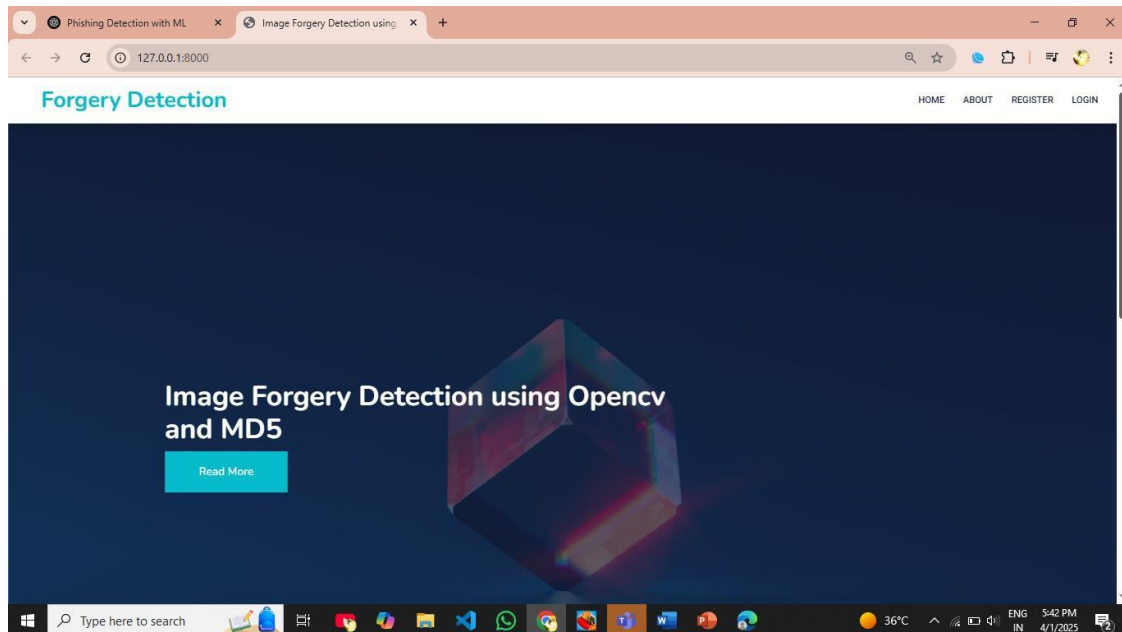 Phishing Detection with ML
Image Forgery Detection using
127.0.0.1:8000
Forgery Detection
HOME ABOUT REGISTER LOGIN
Image Forgery Detection using Opencv
and MD5
Read More
Type here to search
36°C
ENG
IN
5:42 PM
4/1/2025
2